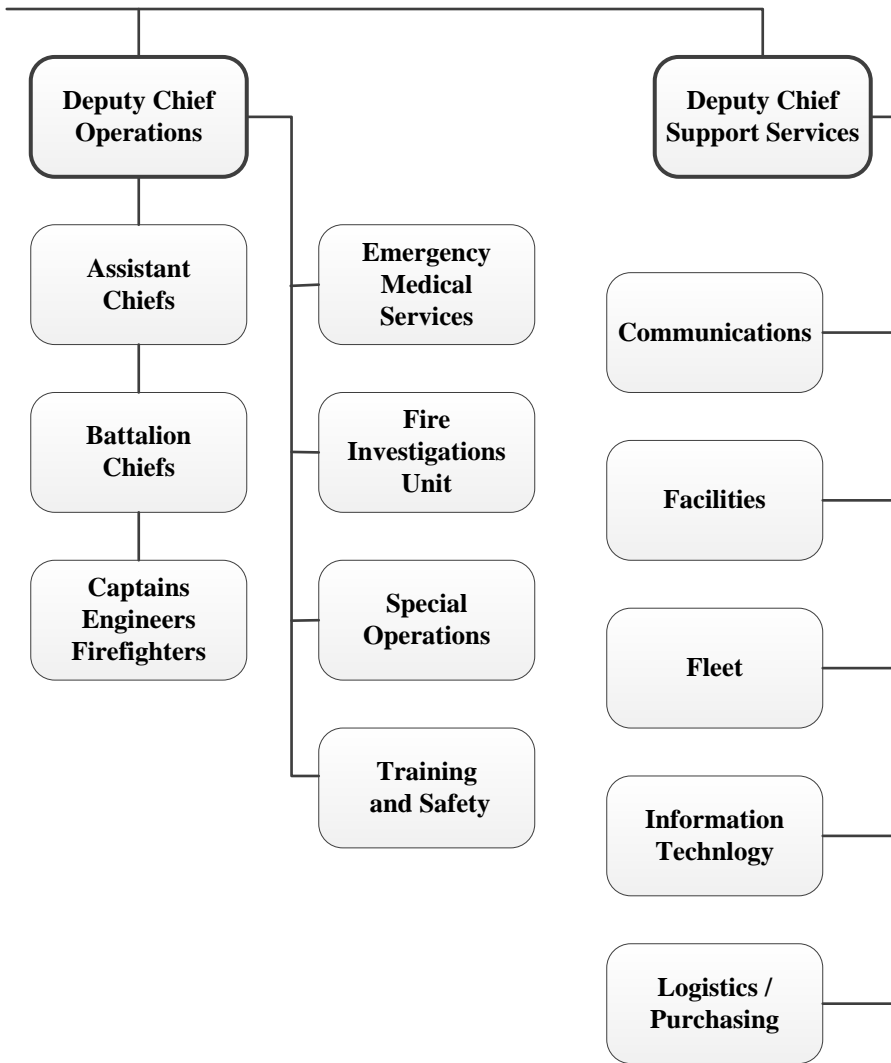 Deputy Chief
Operations
Deputy Chief
Support Services
Assistant
Chiefs
Emergency
Medical
Services
Communications
Battalion
Chiefs
Fire
Investigations
Unit
Facilities
Captains
Engineers
Firefighters
Special
Operations
Fleet
Training
and Safety
Information
Technlogy
Logistics /
Purchasing